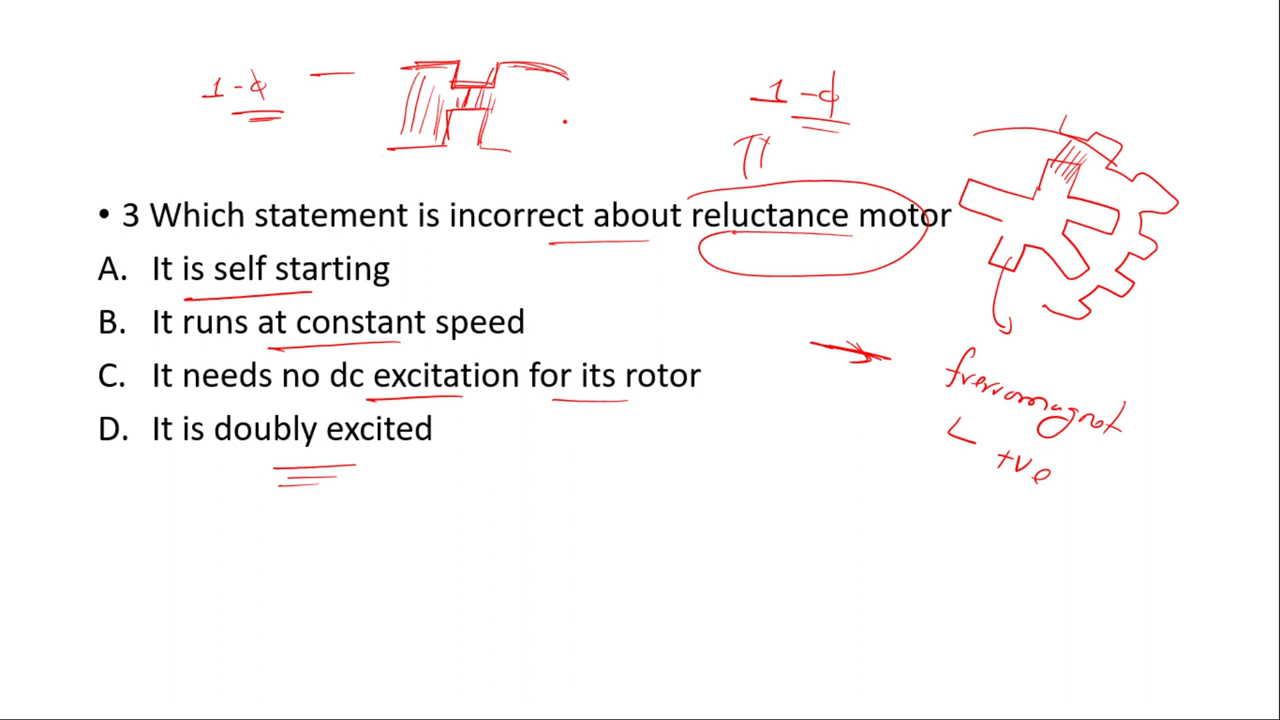 1-ϕ
1-ϕ
• 3 Which statement is incorrect about reluctance motor
A. It is self starting
B. It runs at constant speed
C. It needs no dc excitation for its rotor
D. It is doubly excited
+ve